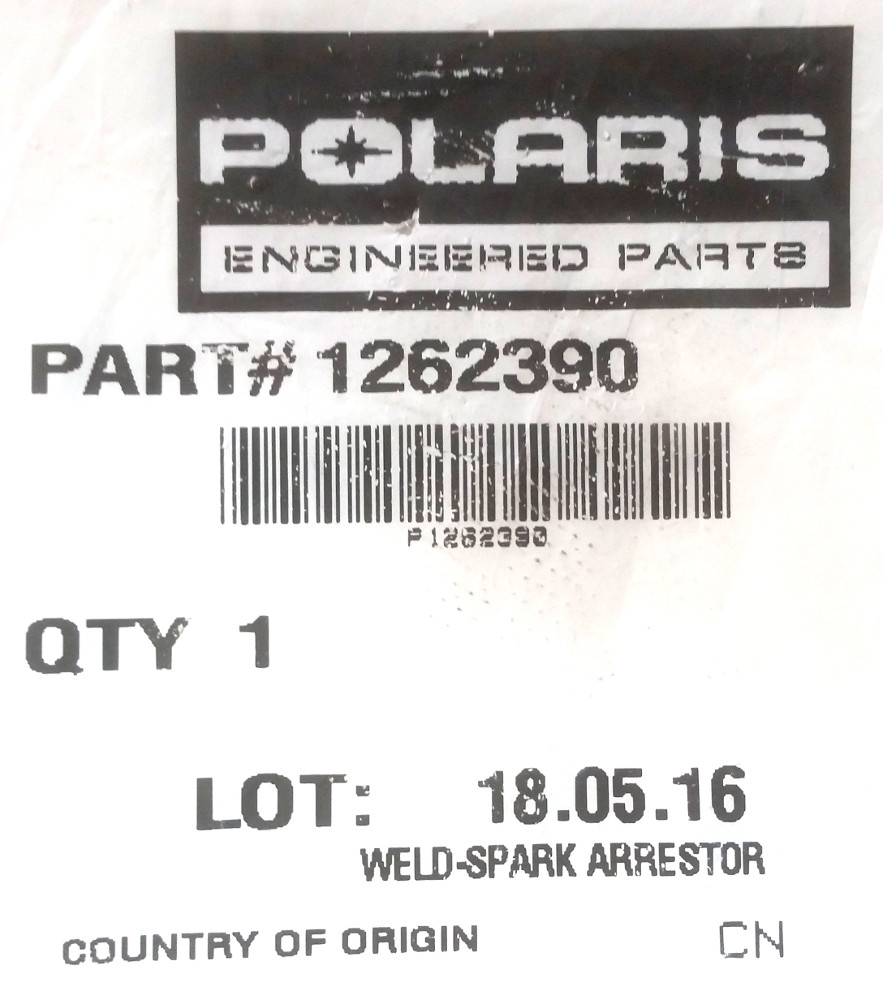 POLARIS
ENGINEERED PARTS
PART# 1262390
P1262390
QTY 1
LOT: 18.05.16
WELD-SPARK ARRESTOR
COUNTRY OF ORIGIN CN